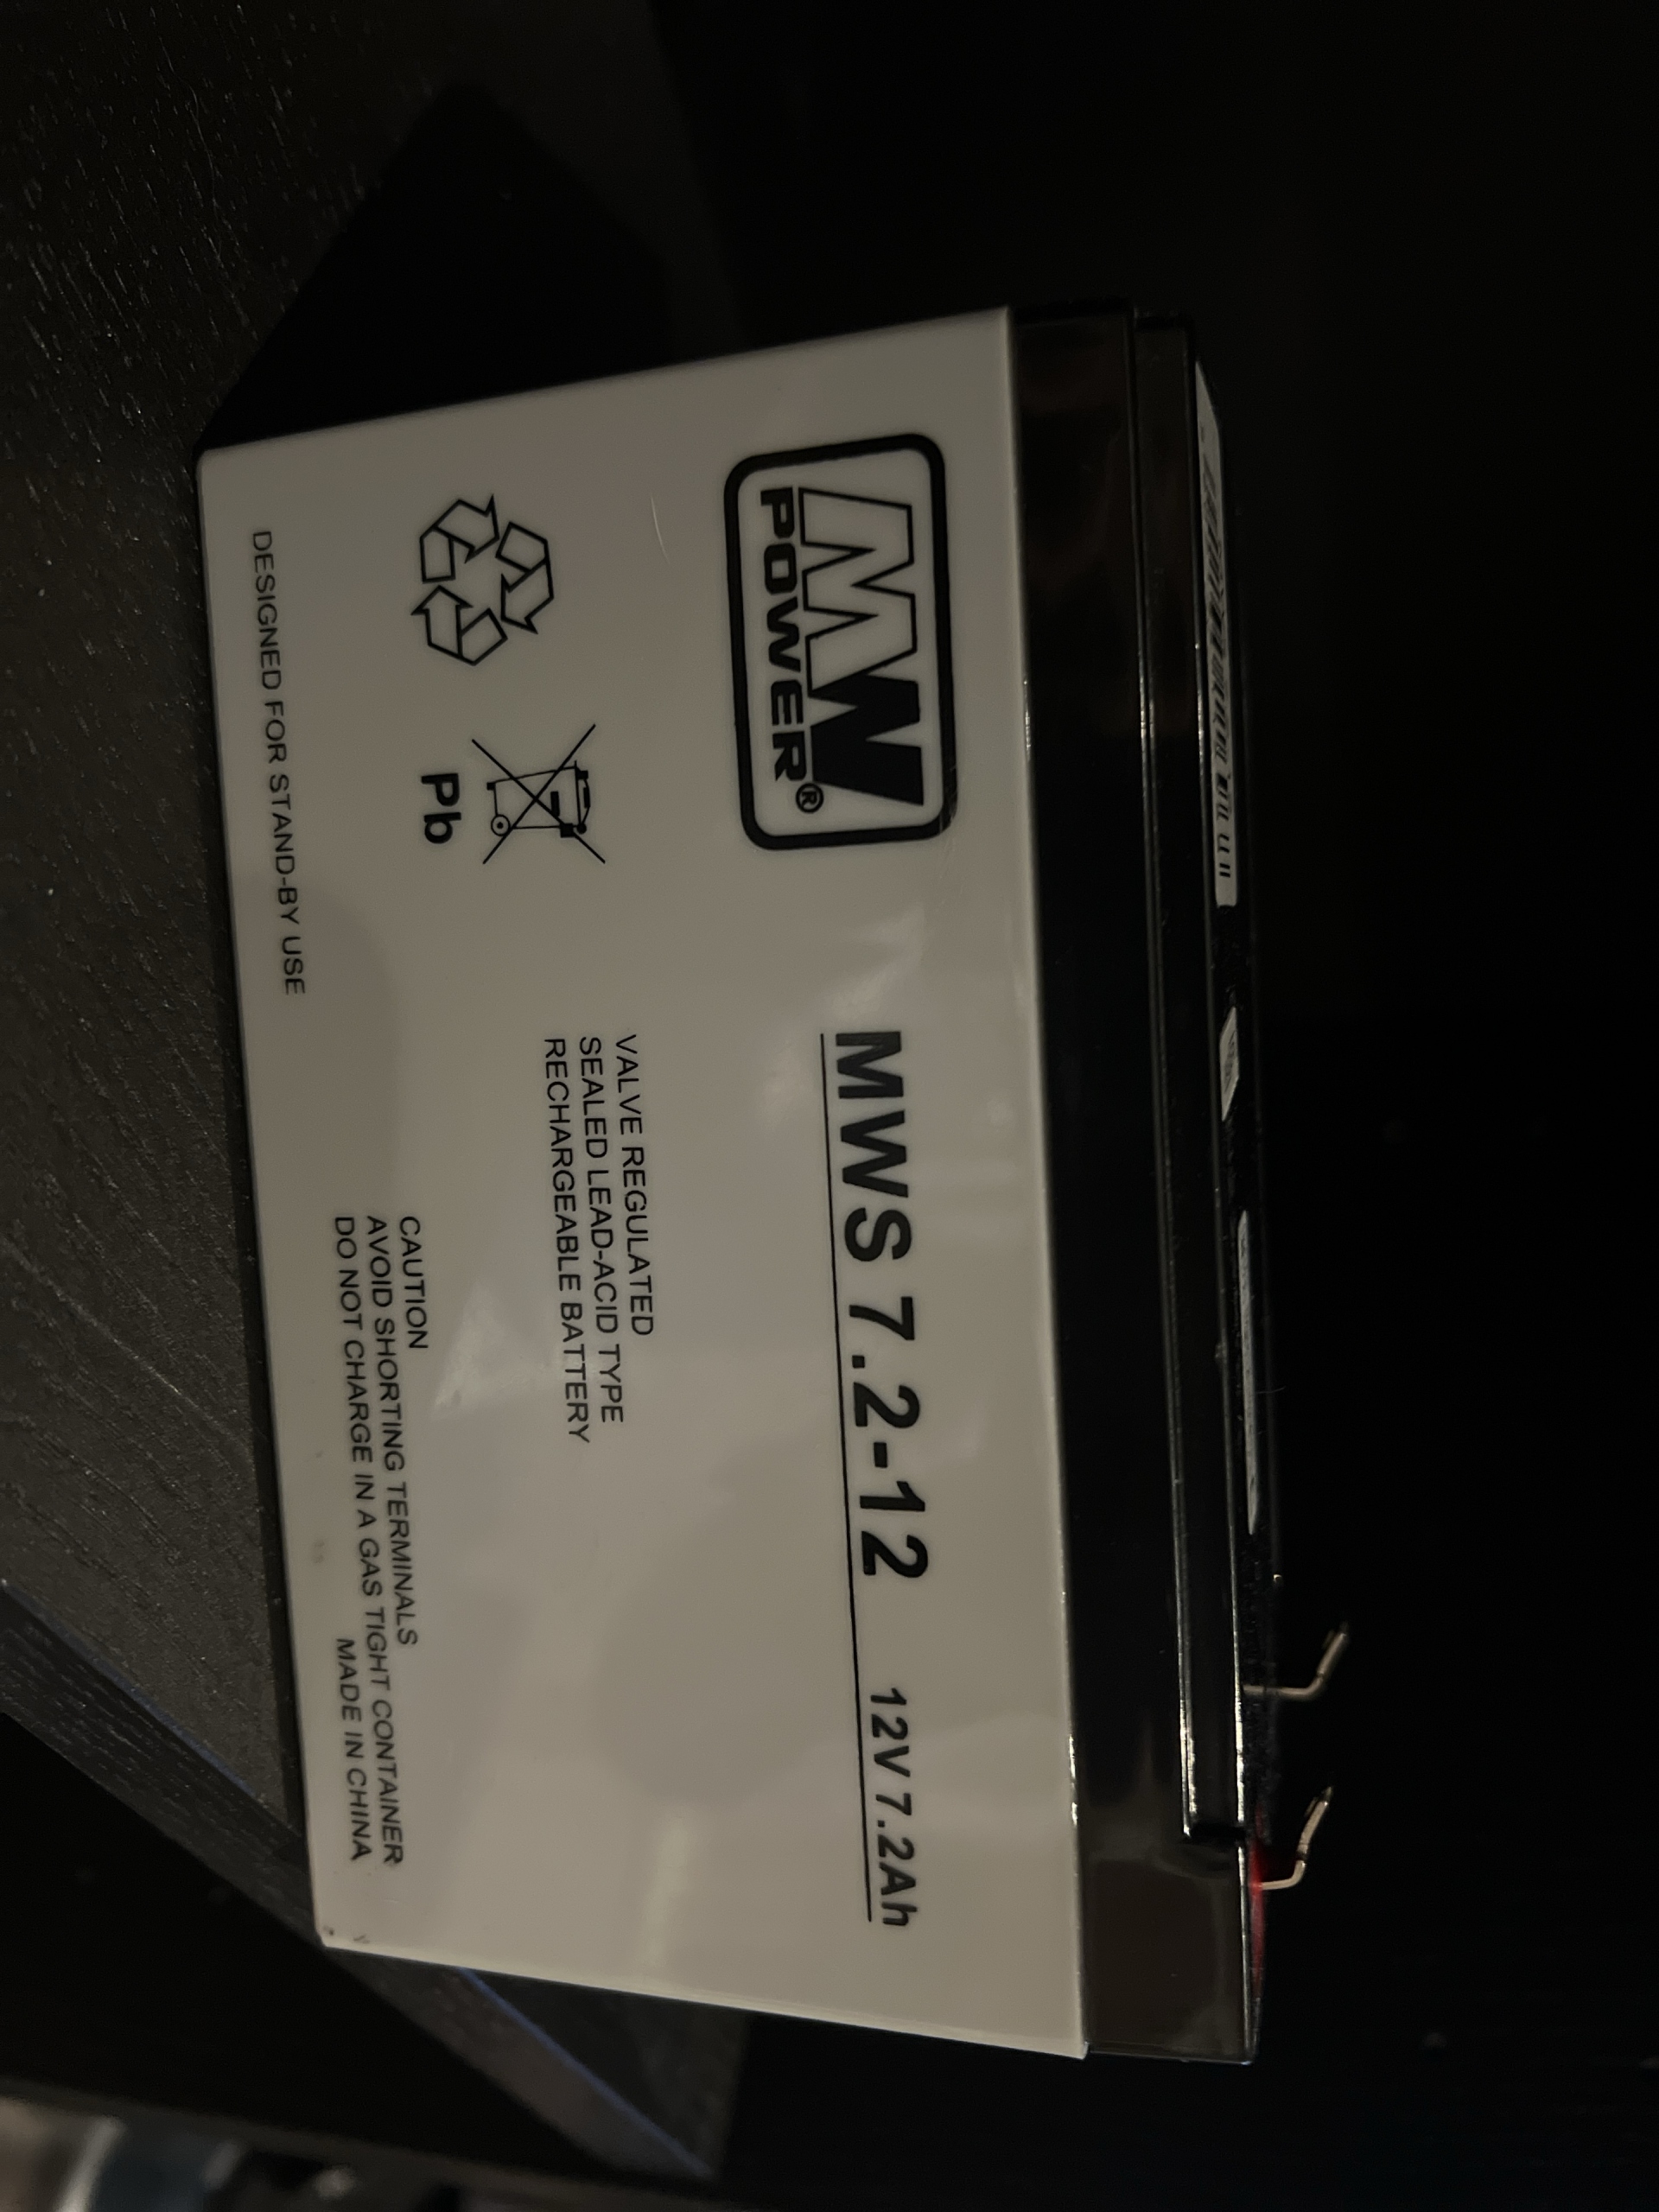 MW
POWER®
MWS 7.2-12 12V 7.2Ah
VALVE REGULATED
SEALED LEAD-ACID TYPE
RECHARGEABLE BATTERY
Pb
CAUTION
AVOID SHORTING TERMINALS
DO NOT CHARGE IN A GAS TIGHT CONTAINER
DESIGNED FOR STAND-BY USE
MADE IN CHINA